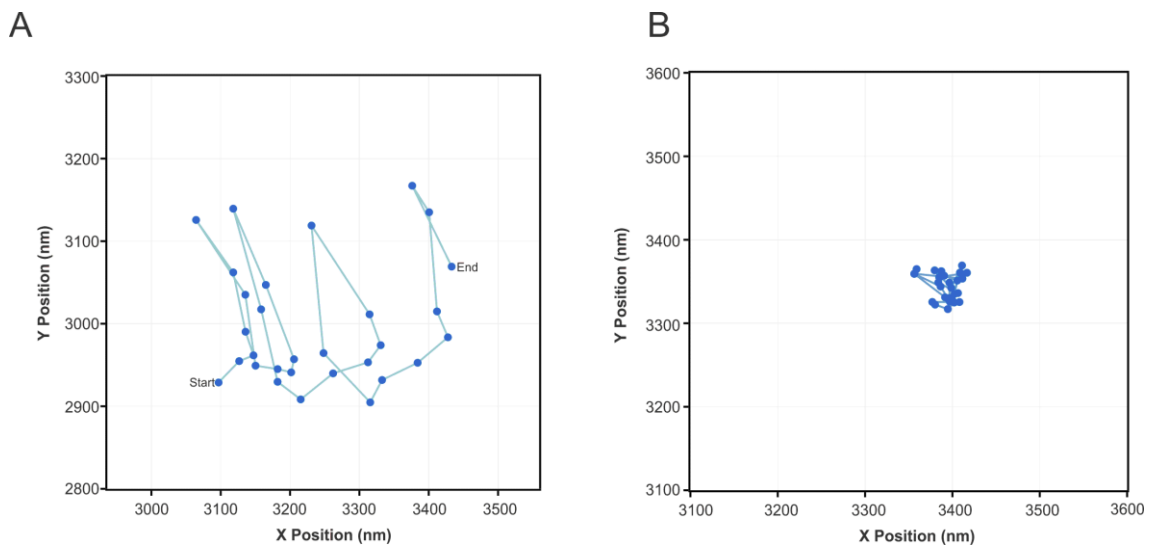 A
3300
3200
3100
3000
2900
2800
Y Position (nm)
Start
End
3000 3100 3200 3300 3400 3500
X Position (nm)
B
3600
3500
3400
3300
3200
3100
Y Position (nm)
3100 3200 3300 3400 3500 3600
X Position (nm)